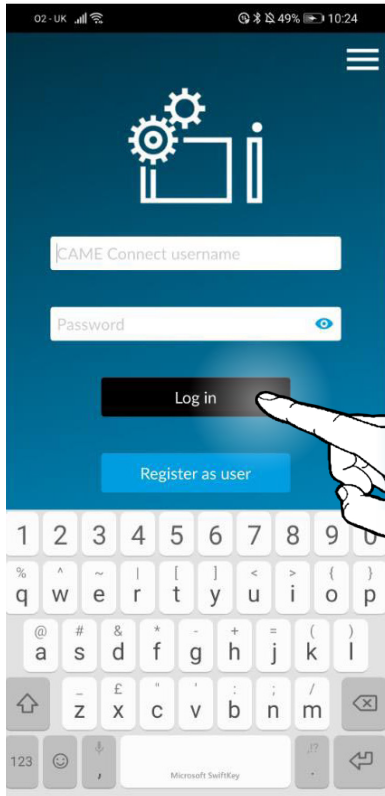 O2 - UK 49% 10:24
CAME Connect username
Password
Log in
Register as user
1 2 3 4 5 6 7 8 9 0
% ^ ~ | [ ] < > { }
q w e r t y u i o p
@ # & * - + = ( )
a s d f g h j k l
_ £ " ' : ; /
z x c v b n m
123 , Microsoft SwiftKey !? .